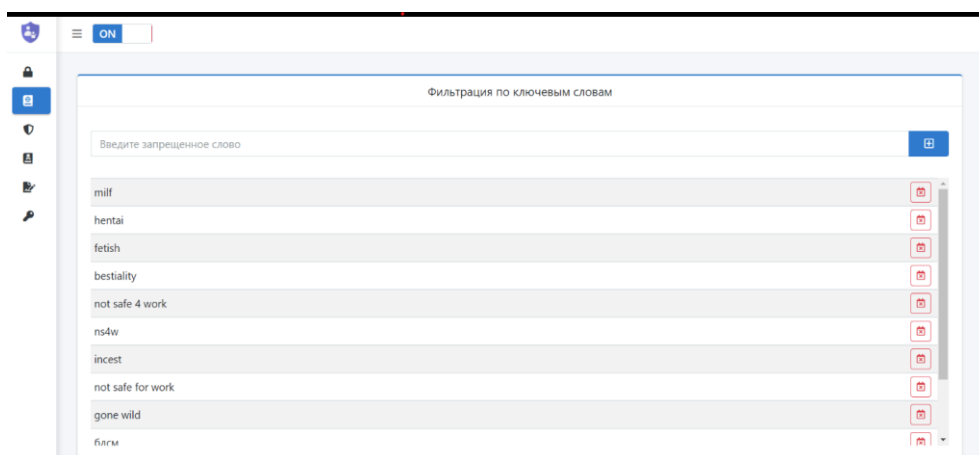 ON
Фильтрация по ключевым словам
Введите запрещенное слово
milf
hentai
fetish
bestiality
not safe 4 work
ns4w
incest
not safe for work
gone wild
бдсм